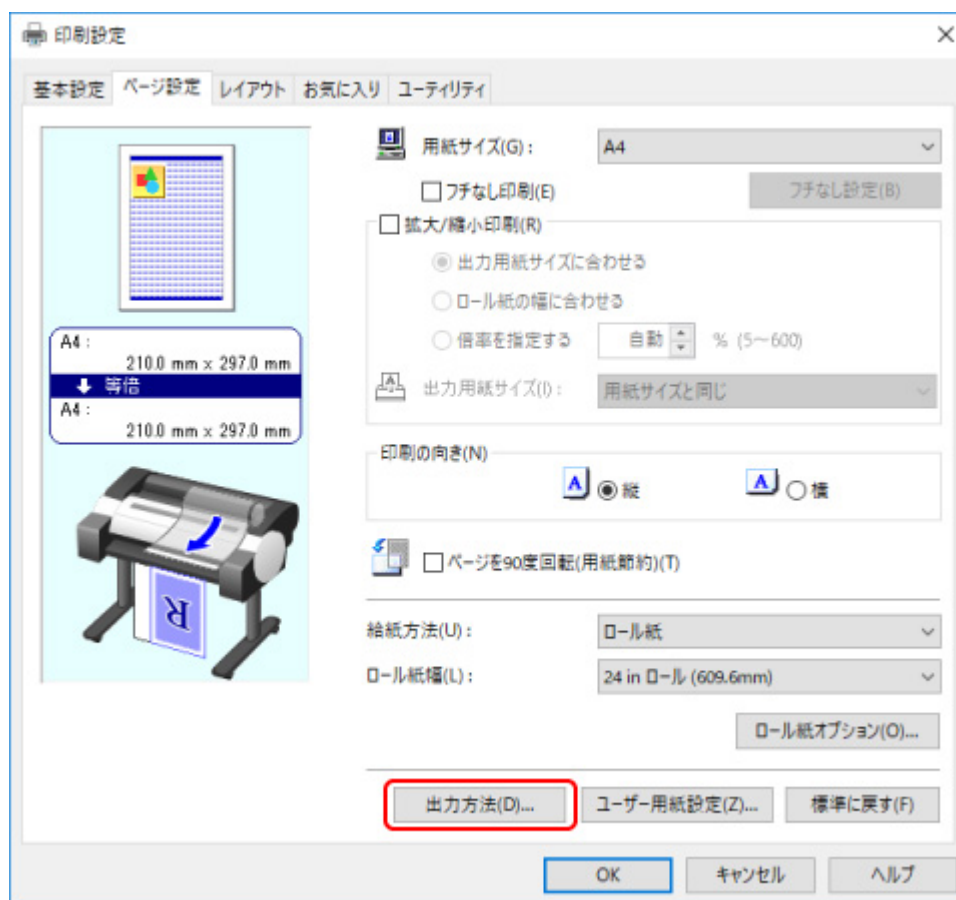 印刷設定
基本設定 ページ設定 レイアウト お気に入り ユーティリティ
用紙サイズ(G): A4
フチなし印刷(E) フチなし設定(B)
拡大/縮小印刷(R)
出力用紙サイズに合わせる
ロール紙の幅に合わせる
倍率を指定する 自動 % (5～600)
出力用紙サイズ(I): 用紙サイズと同じ
A4 :
210.0 mm x 297.0 mm
等倍
A4 :
210.0 mm x 297.0 mm
印刷の向き(N)
A 縦 A 横
ページを90度回転(用紙節約)(T)
R
給紙方法(U): ロール紙
ロール紙幅(L): 24 in ロール (609.6mm)
ロール紙オプション(O)...
出力方法(D)... ユーザー用紙設定(Z)... 標準に戻す(F)
OK キャンセル ヘルプ